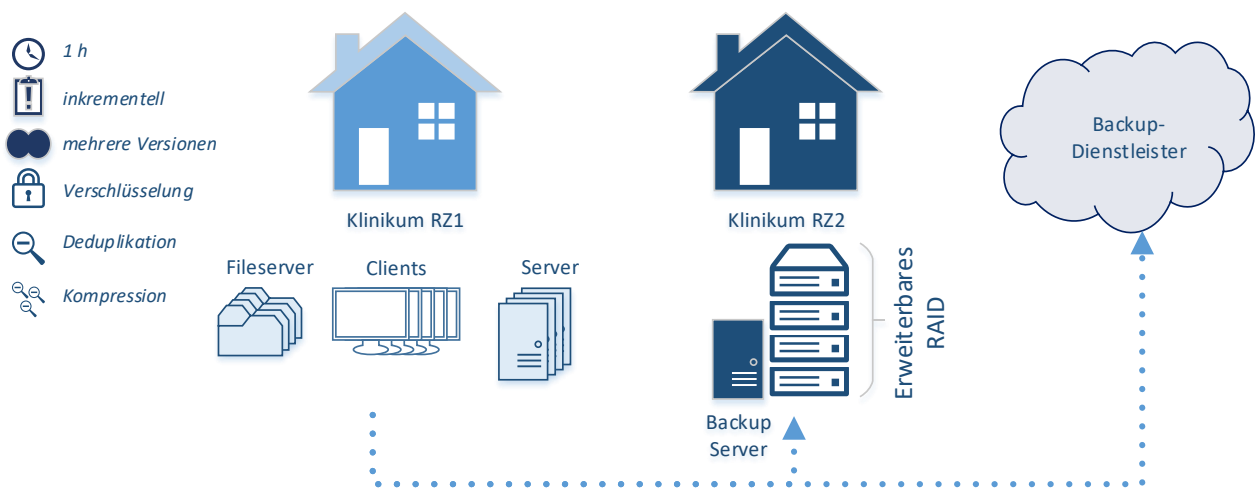 1 h
inkrementell
mehrere Versionen
Verschlüsselung
Deduplikation
Kompression
Klinikum RZ1
Fileserver
Clients
Server
Klinikum RZ2
Backup
Server
Erweiterbares
RAID
Backup-
Dienstleister